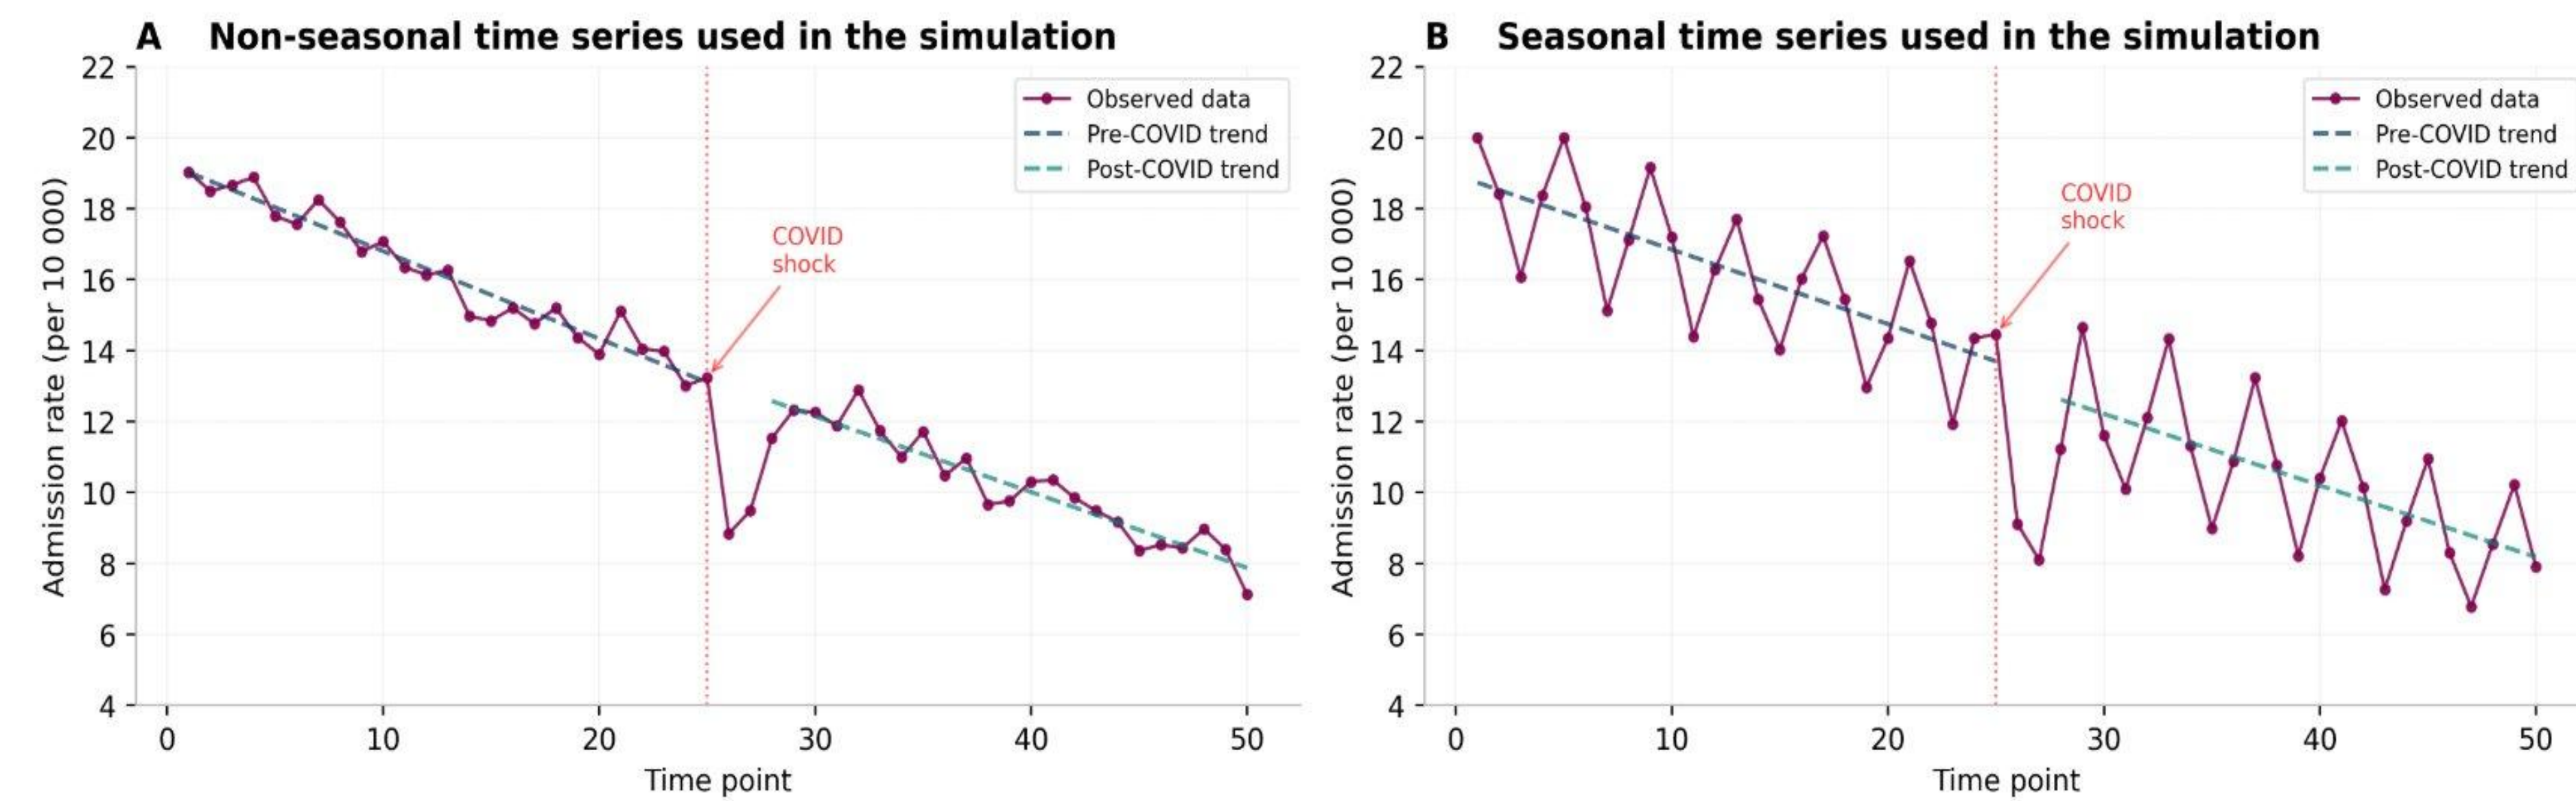 A Non-seasonal time series used in the simulation
22
20
18
16
14
12
10
8
6
4
Admission rate (per 10 000)
Observed data
Pre-COVID trend
Post-COVID trend
COVID
shock
0 10 20 30 40 50
Time point
B Seasonal time series used in the simulation
22
20
18
16
14
12
10
8
6
4
Admission rate (per 10 000)
Observed data
Pre-COVID trend
Post-COVID trend
COVID
shock
0 10 20 30 40 50
Time point